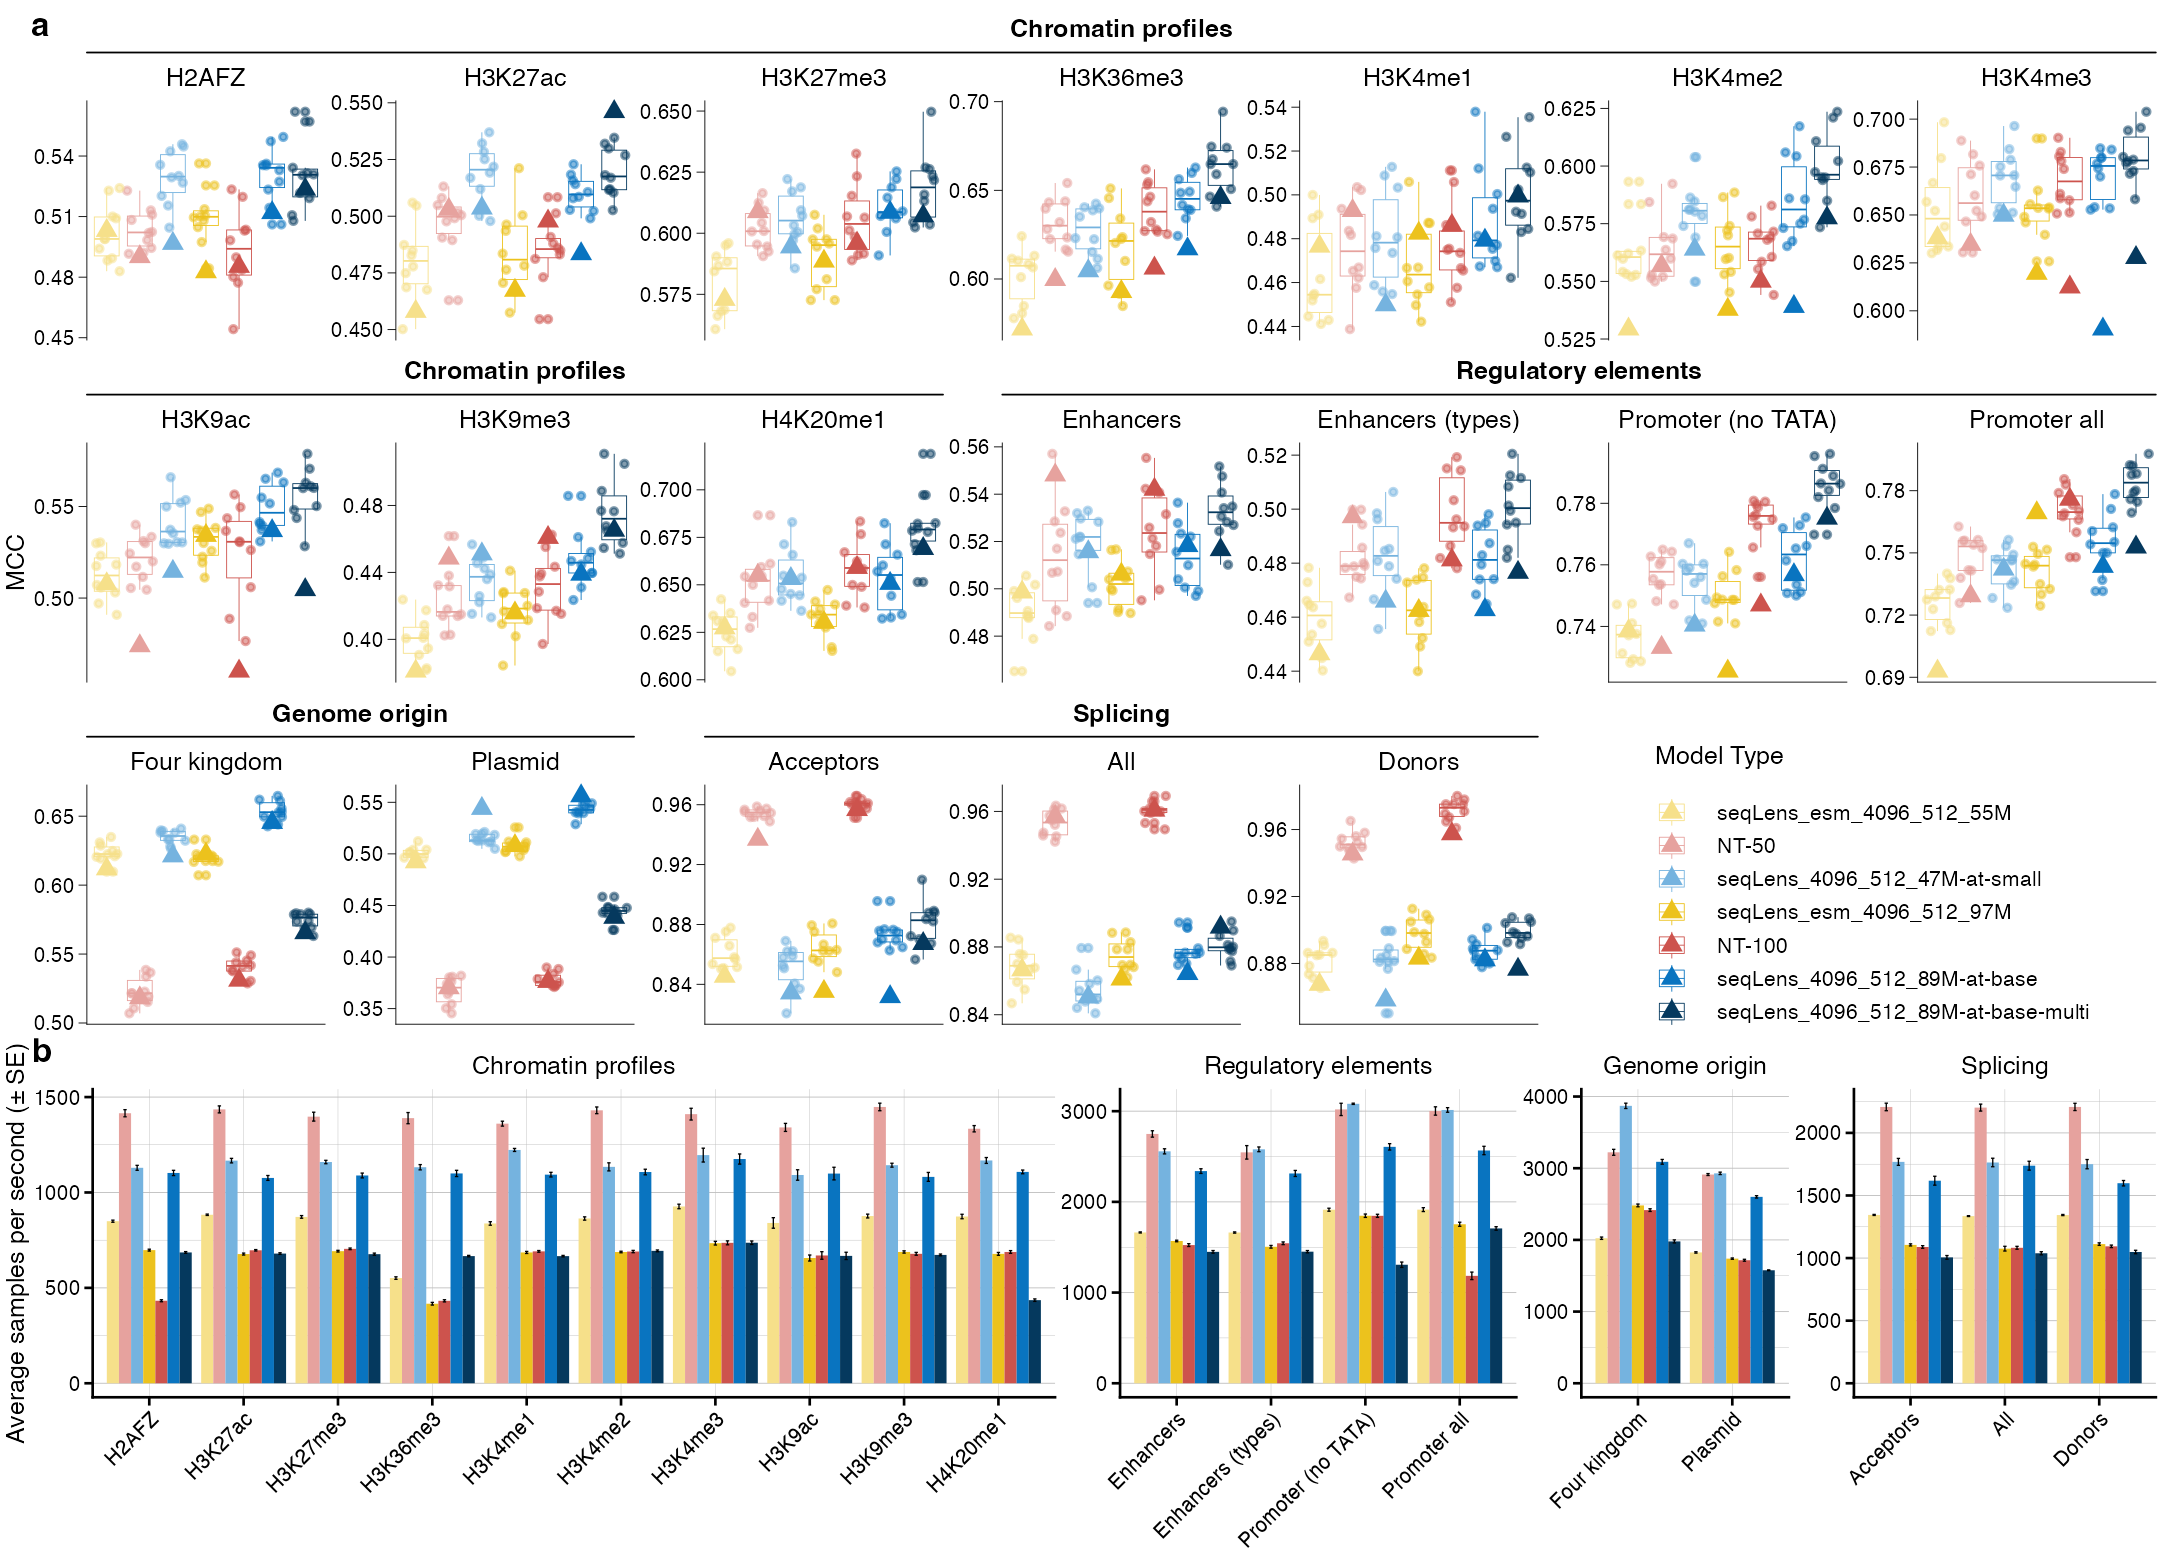 a
Chromatin profiles
H2AFZ
H3K27ac
H3K27me3
H3K36me3
H3K4me1
H3K4me2
H3K4me3
0.54
0.51
0.48
0.45
0.550
0.525
0.500
0.475
0.450
0.650
0.625
0.600
0.575
0.70
0.65
0.60
0.54
0.52
0.50
0.48
0.46
0.44
0.625
0.600
0.575
0.550
0.525
0.700
0.675
0.650
0.625
0.600
Chromatin profiles
Regulatory elements
H3K9ac
H3K9me3
H4K20me1
Enhancers
Enhancers (types)
Promoter (no TATA)
Promoter all
MCC
0.55
0.50
0.48
0.44
0.40
0.700
0.675
0.650
0.625
0.600
0.56
0.54
0.52
0.50
0.48
0.52
0.50
0.48
0.46
0.44
0.78
0.76
0.74
0.78
0.75
0.72
0.69
Genome origin
Splicing
Four kingdom
Plasmid
Acceptors
All
Donors
0.65
0.60
0.55
0.50
0.55
0.50
0.45
0.40
0.35
0.96
0.92
0.88
0.84
0.96
0.92
0.88
0.84
0.96
0.92
0.88
Model Type
seqLens_esm_4096_512_55M
NT-50
seqLens_4096_512_47M-at-small
seqLens_esm_4096_512_97M
NT-100
seqLens_4096_512_89M-at-base
seqLens_4096_512_89M-at-base-multi
b
Average samples per second (± SE)
Chromatin profiles
Regulatory elements
Genome origin
Splicing
1500
1000
500
0
3000
2000
1000
0
4000
3000
2000
1000
0
2000
1500
1000
500
0
H2AFZ
H3K27ac
H3K27me3
H3K36me3
H3K4me1
H3K4me2
H3K4me3
H3K9ac
H3K9me3
H4K20me1
Enhancers
Enhancers (types)
Promoter (no TATA)
Promoter all
Four kingdom
Plasmid
Acceptors
All
Donors